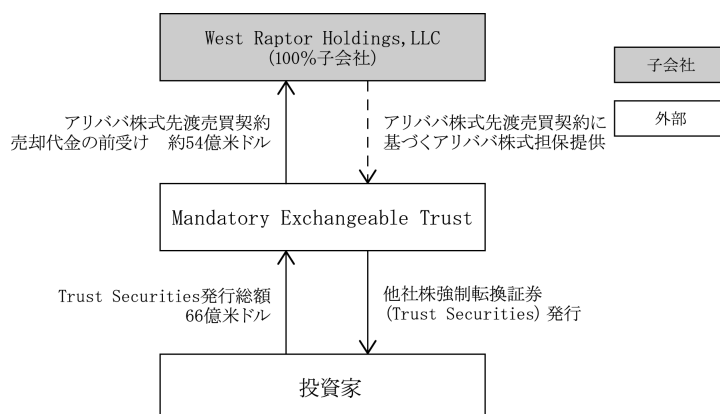 West Raptor Holdings,LLC
(100%子会社)
子会社
外部
アリババ株式先渡売買契約
売却代金の前受け　約54億米ドル
アリババ株式先渡売買契約に
基づくアリババ株式担保提供
Mandatory Exchangeable Trust
Trust Securities発行総額
66億米ドル
他社株強制転換証券
(Trust Securities) 発行
投資家